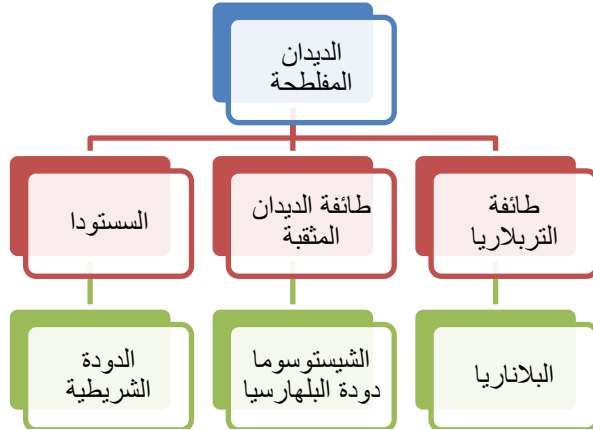 الديدان
المفلطحة
طائفة
التربلاريا
طائفة الديدان
المثقبة
السستودا
البلاناريا
الشيستوسوما
دودة البلهارسيا
الدودة
الشريطية